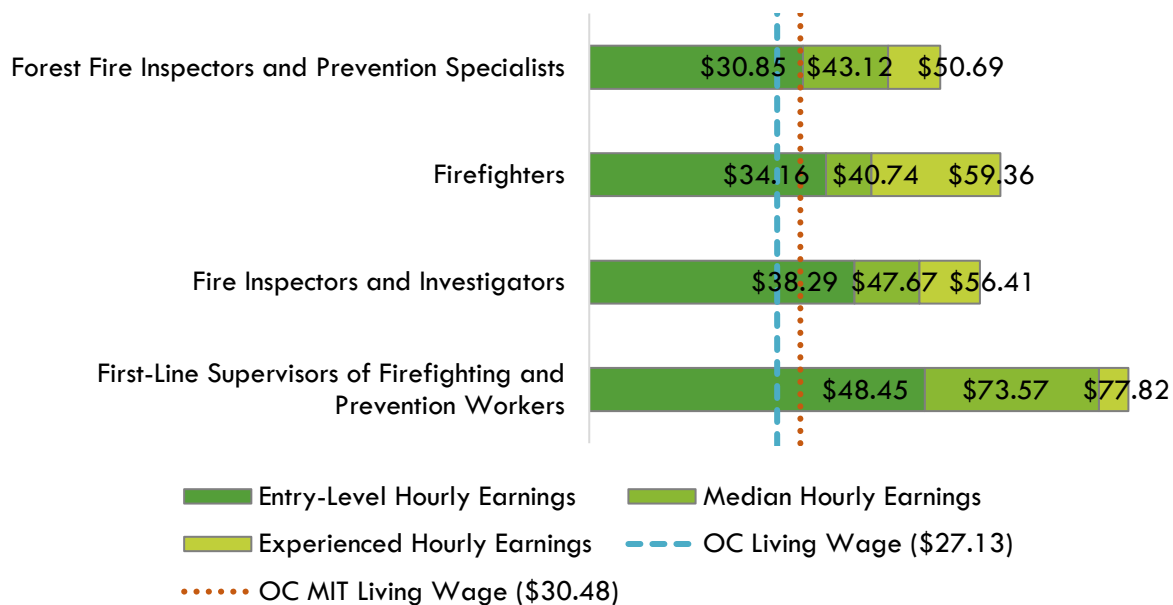 Forest Fire Inspectors and Prevention Specialists
$30.85 $43.12 $50.69
Firefighters
$34.16 $40.74 $59.36
Fire Inspectors and Investigators
$38.29 $47.67 $56.41
First-Line Supervisors of Firefighting and
Prevention Workers
$48.45 $73.57 $77.82
Entry-Level Hourly Earnings
Median Hourly Earnings
Experienced Hourly Earnings
OC Living Wage ($27.13)
OC MIT Living Wage ($30.48)